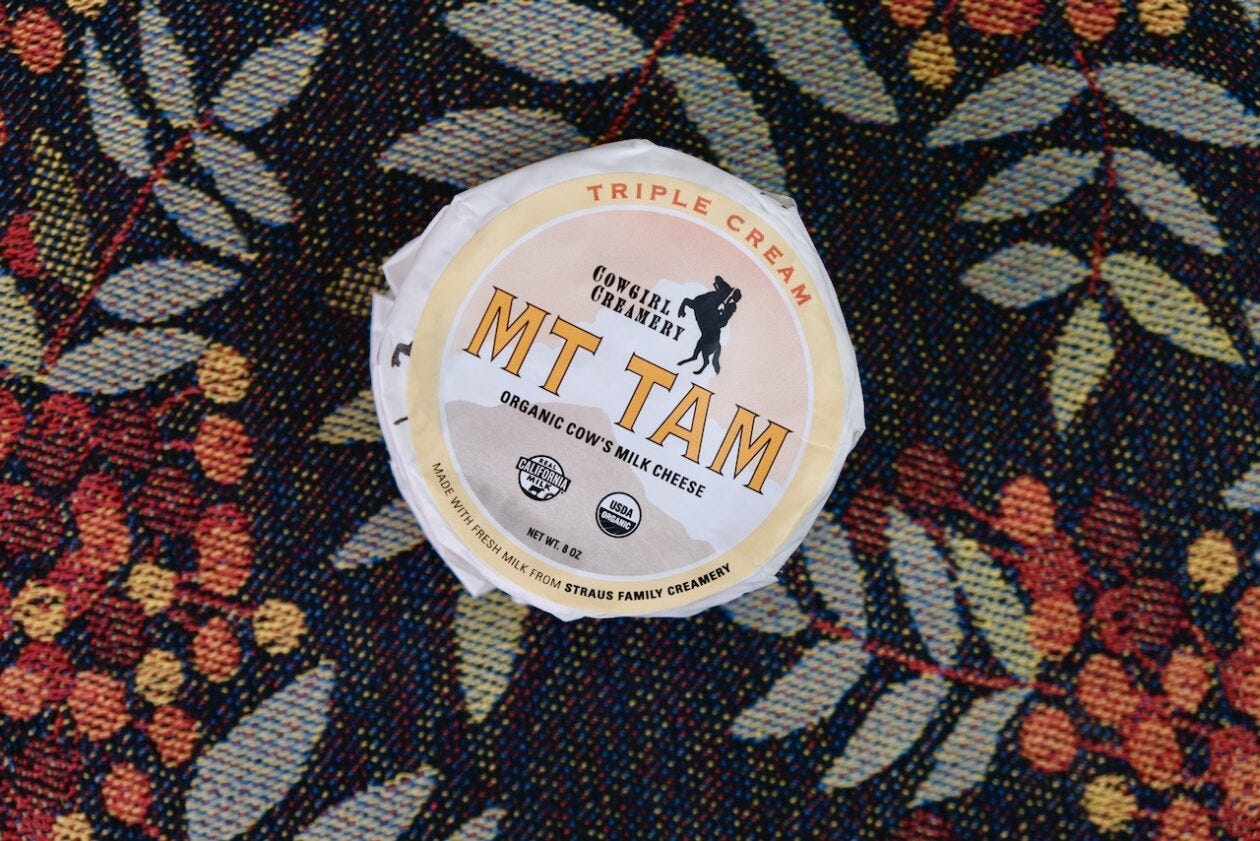 TRIPLE CREAM
COWGIRL
CREAMERY
MT TAM
ORGANIC COW'S MILK CHEESE
REAL
CALIFORNIA
MILK
USDA
ORGANIC
NET WT. 8 OZ
MADE WITH FRESH MILK FROM STRAUS FAMILY CREAMERY